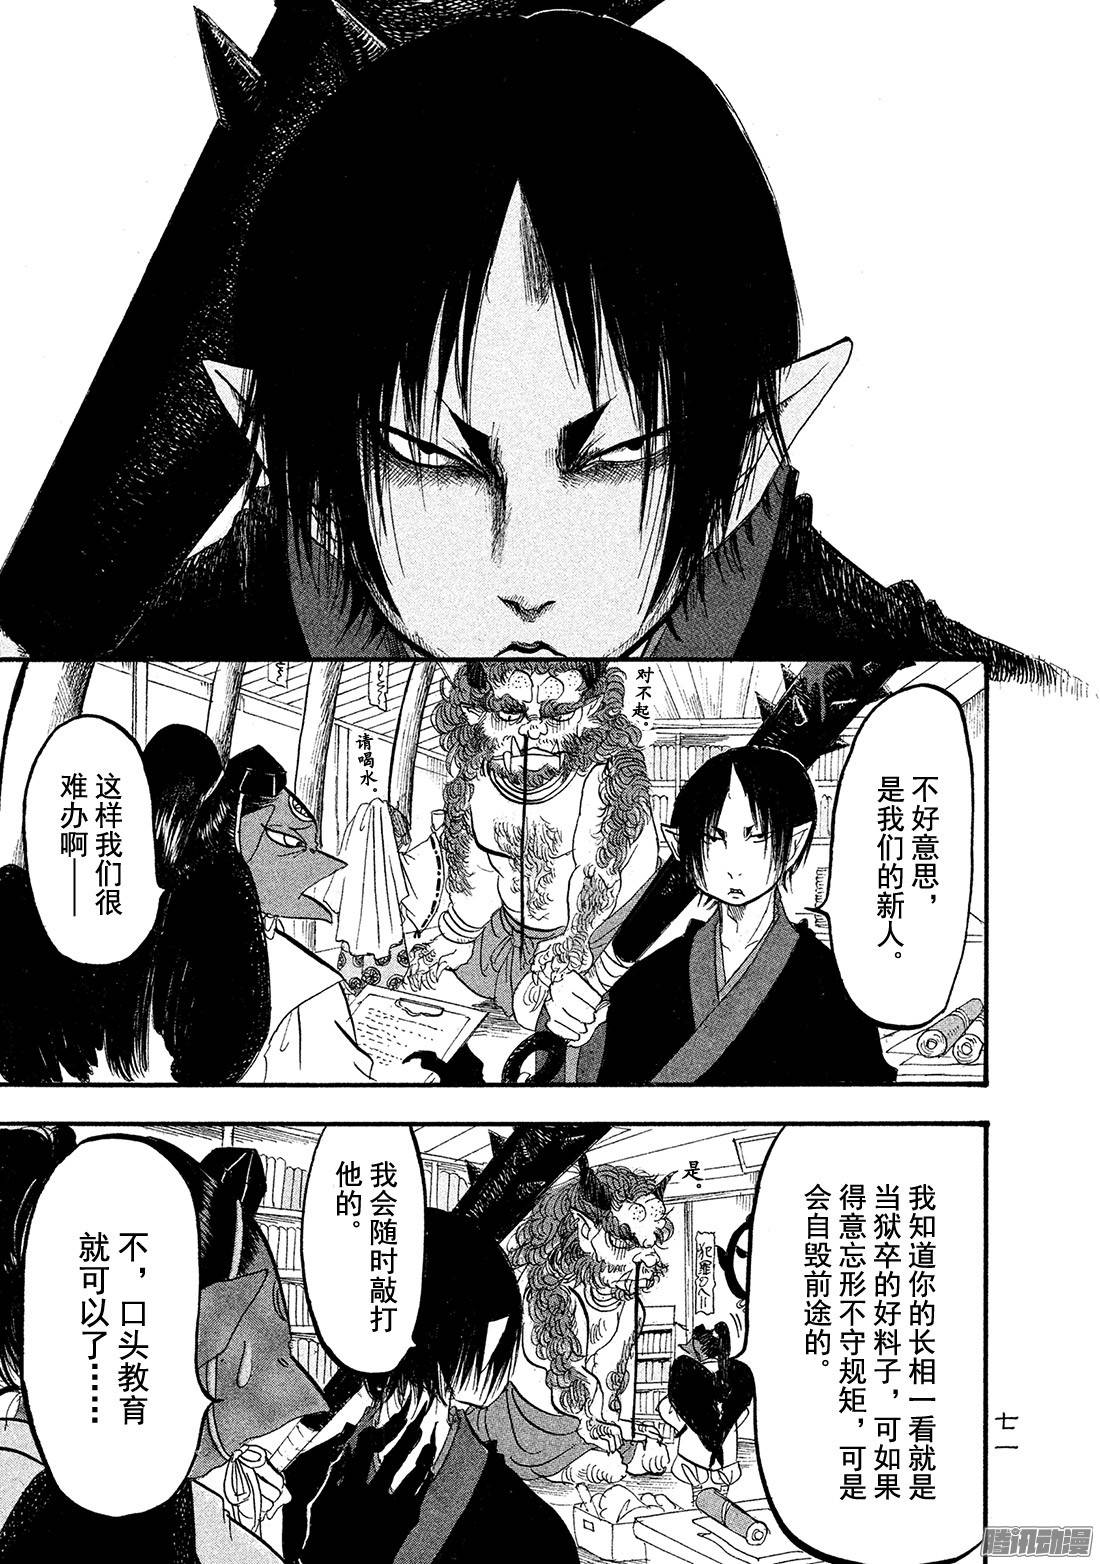 不好意思，
是我们的新人。
对不起。
请喝水。
这样我们很
难办啊——
我知道你的长相一看就是
当狱卒的好料子，可如果
得意忘形不守规矩，可是
会自毁前途的。
是。
我会随时敲打
他的。
不，口头教育
就可以了……
七一
腾讯动漫